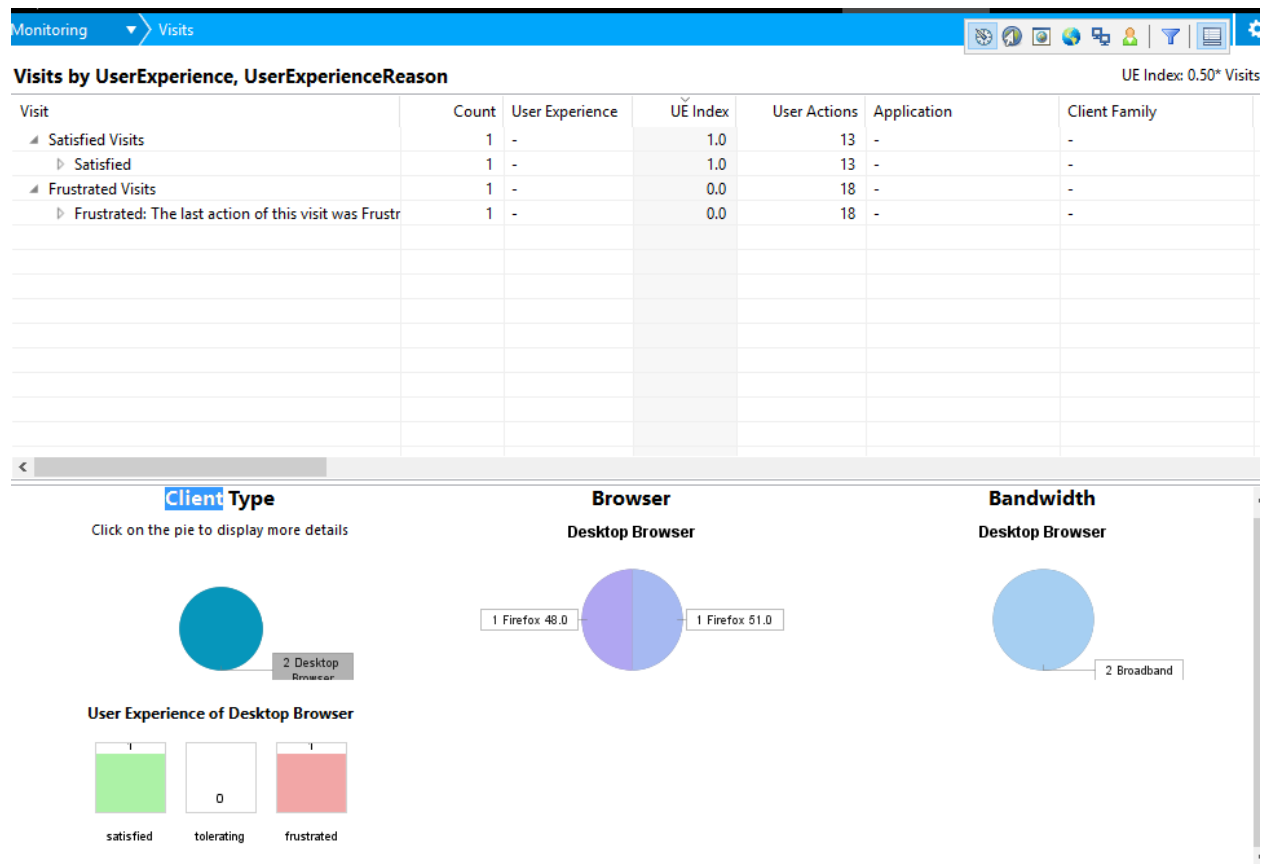 Monitoring Visits
Visits by UserExperience, UserExperienceReason UE Index: 0.50* Visits
Visit Count User Experience UE Index User Actions Application Client Family
Satisfied Visits 1 - 1.0 13 - -
Satisfied 1 - 1.0 13 - -
Frustrated Visits 1 - 0.0 18 - -
Frustrated: The last action of this visit was Frustr 1 - 0.0 18 - -
Client Type Browser Bandwidth
Click on the pie to display more details Desktop Browser Desktop Browser
1 Firefox 48.0 1 Firefox 51.0
2 Desktop 2 Broadband
Browser
User Experience of Desktop Browser
1 1
0
satisfied tolerating frustrated